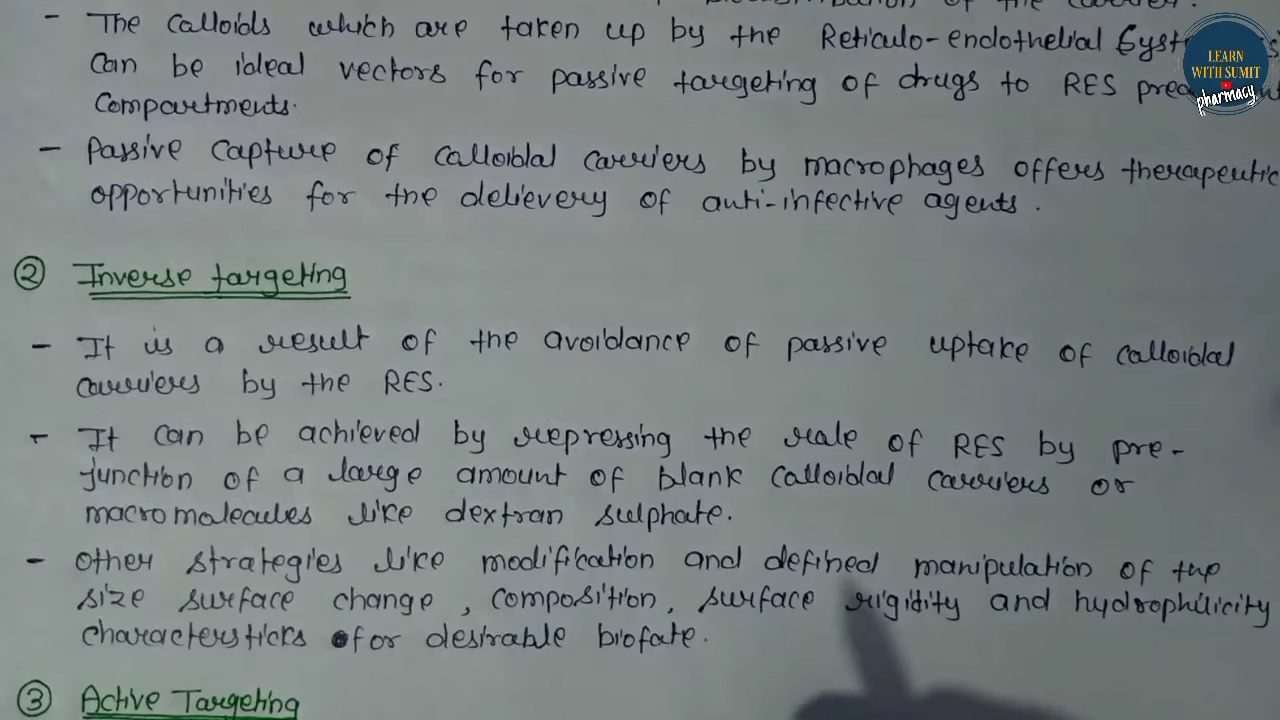 of the carrier.
- The colloids which are taken up by the Reticulo-endothelial
can be ideal vectors for passive targeting of drugs to RES
compartments.
- Passive capture of colloidal carriers by macrophages offers therapeutic
opportunities for the delievery of anti-infective agents.
② Inverse targeting
- It is a result of the avoidance of passive uptake of colloidal
carriers by the RES.
- It can be achieved by repressing the role of RES by pre-
junction of a large amount of blank colloidal carriers or
macromolecules like dextran sulphate.
- Other strategies like modification and defined manipulation of the
size surface change, composition, surface rigidity and hydrophilicity
characterstics for desirable biofate.
③ Active Targeting
LEARN
WITH SUMIT
pharmacy